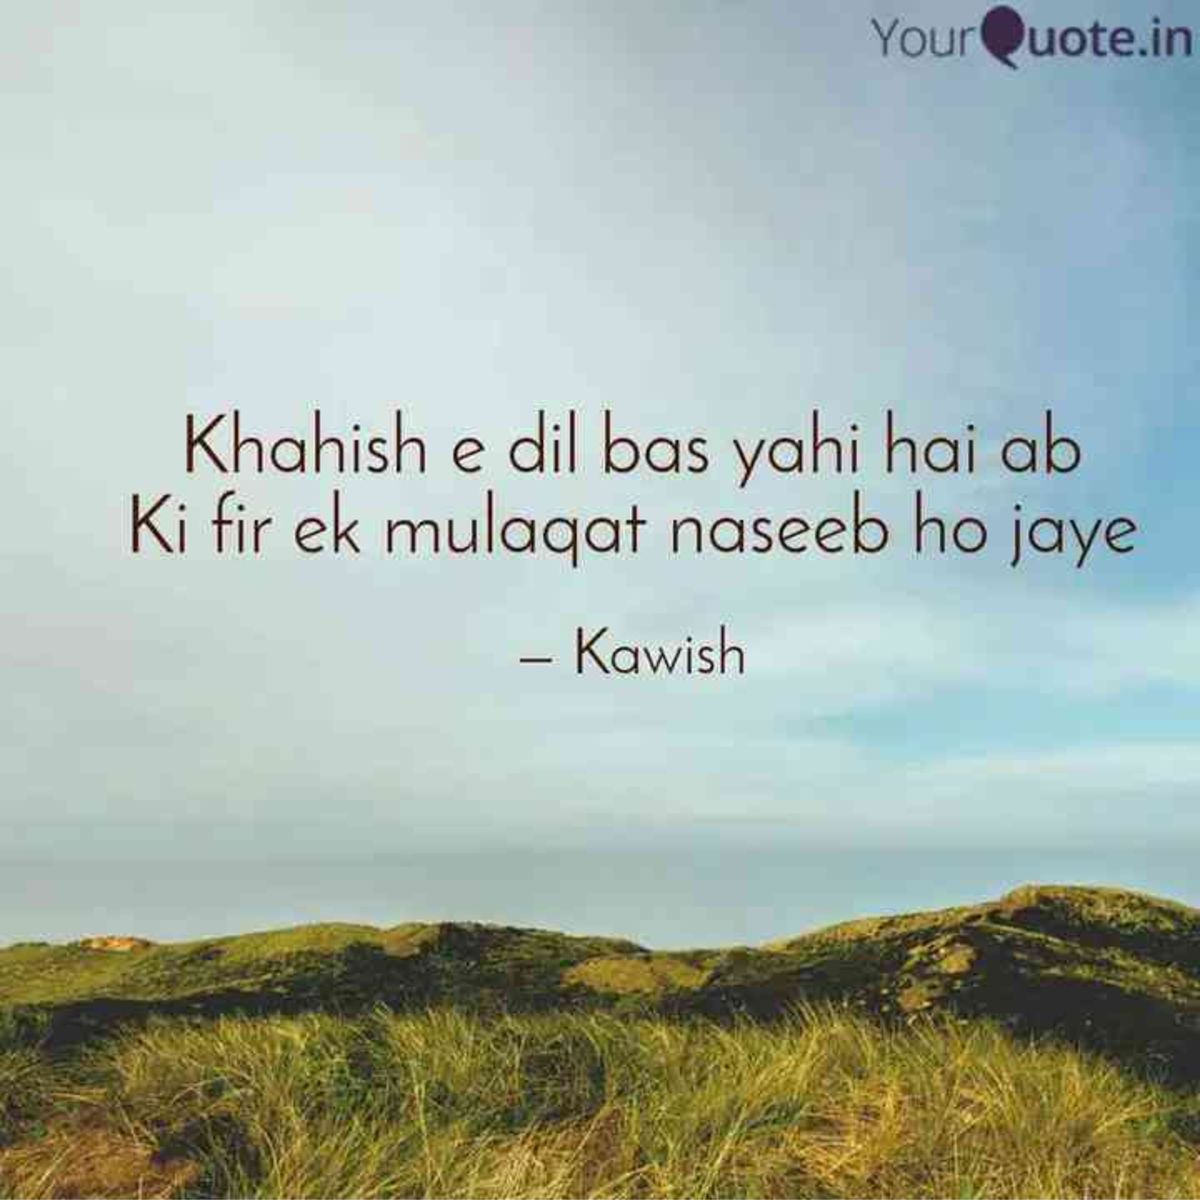 YourQuote.in
Khahish e dil bas yahi hai ab
Ki fir ek mulaqat naseeb ho jaye
– Kawish